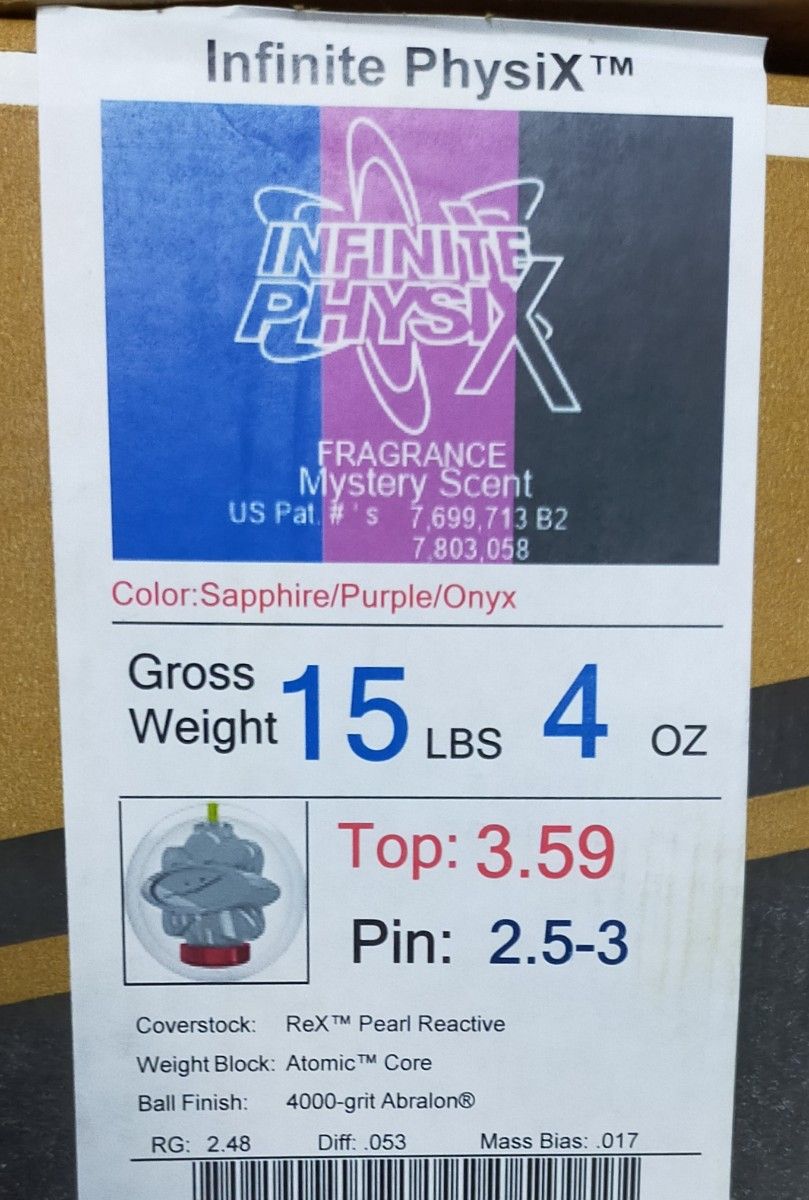 Infinite PhysiX™
INFINITE
PHYSIX
FRAGRANCE
Mystery Scent
US Pat. #'s 7,699,713 B2
7,803,058
Color:Sapphire/Purple/Onyx
Gross Weight 15 LBS 4 OZ
Top: 3.59
Pin: 2.5-3
Coverstock: ReX™ Pearl Reactive
Weight Block: Atomic™ Core
Ball Finish: 4000-grit Abralon®
RG: 2.48 Diff: .053 Mass Bias: .017